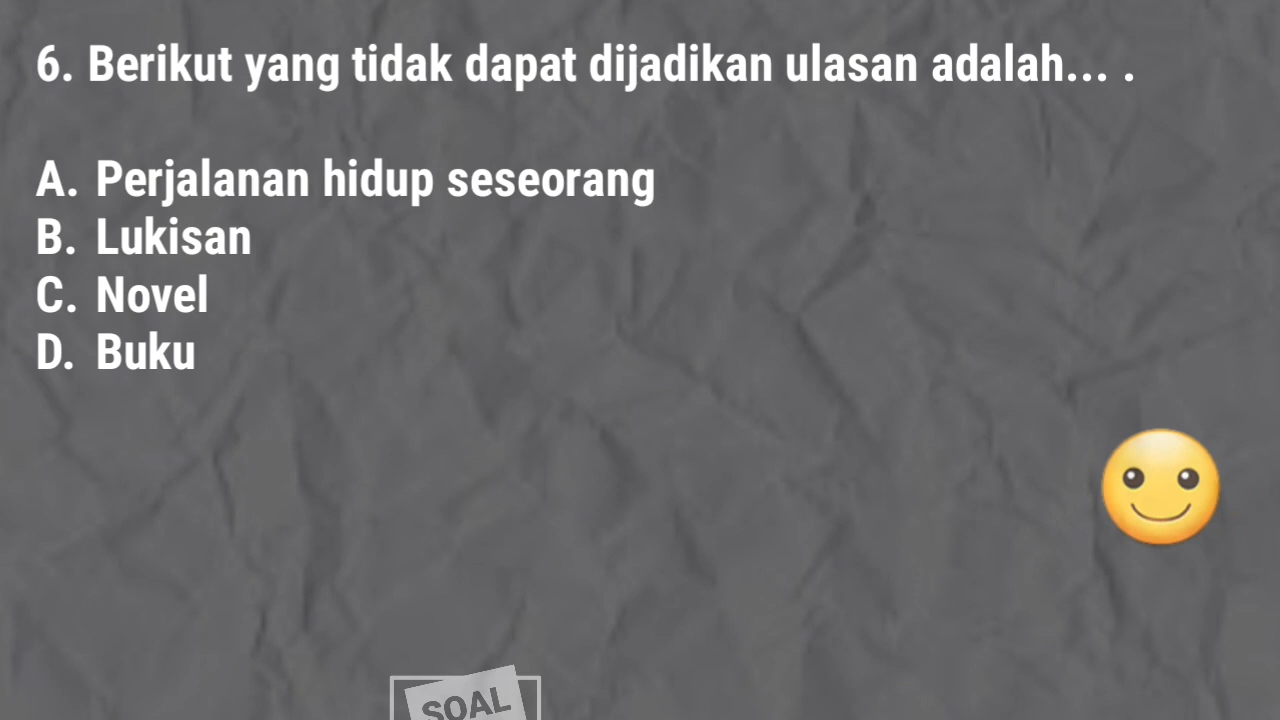 6. Berikut yang tidak dapat dijadikan ulasan adalah... .
A. Perjalanan hidup seseorang
B. Lukisan
C. Novel
D. Buku
SOAL